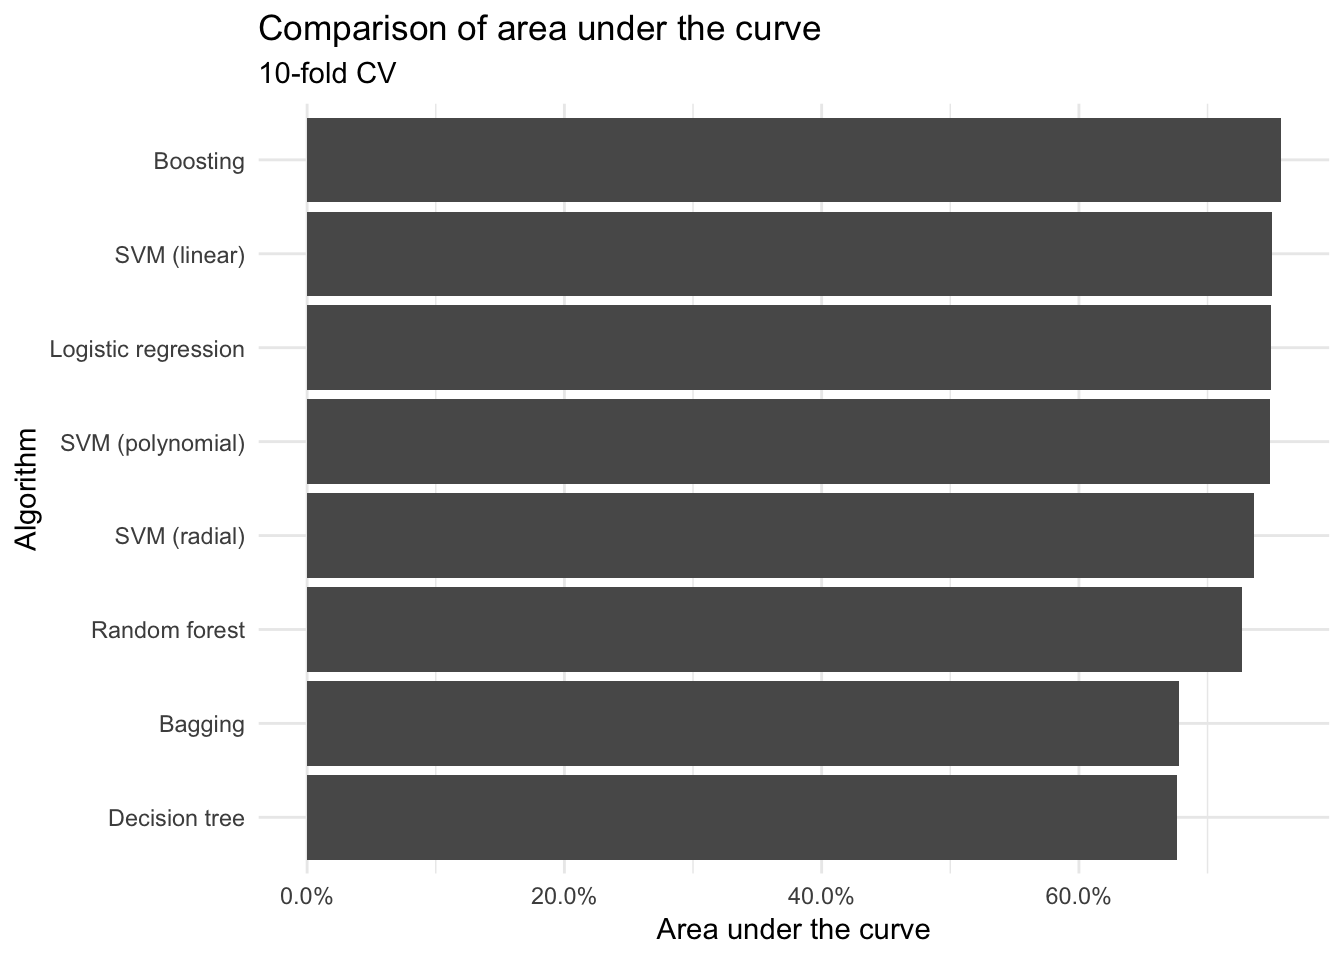 Comparison of area under the curve
10-fold CV
Algorithm
Boosting
SVM (linear)
Logistic regression
SVM (polynomial)
SVM (radial)
Random forest
Bagging
Decision tree
0.0% 20.0% 40.0% 60.0%
Area under the curve